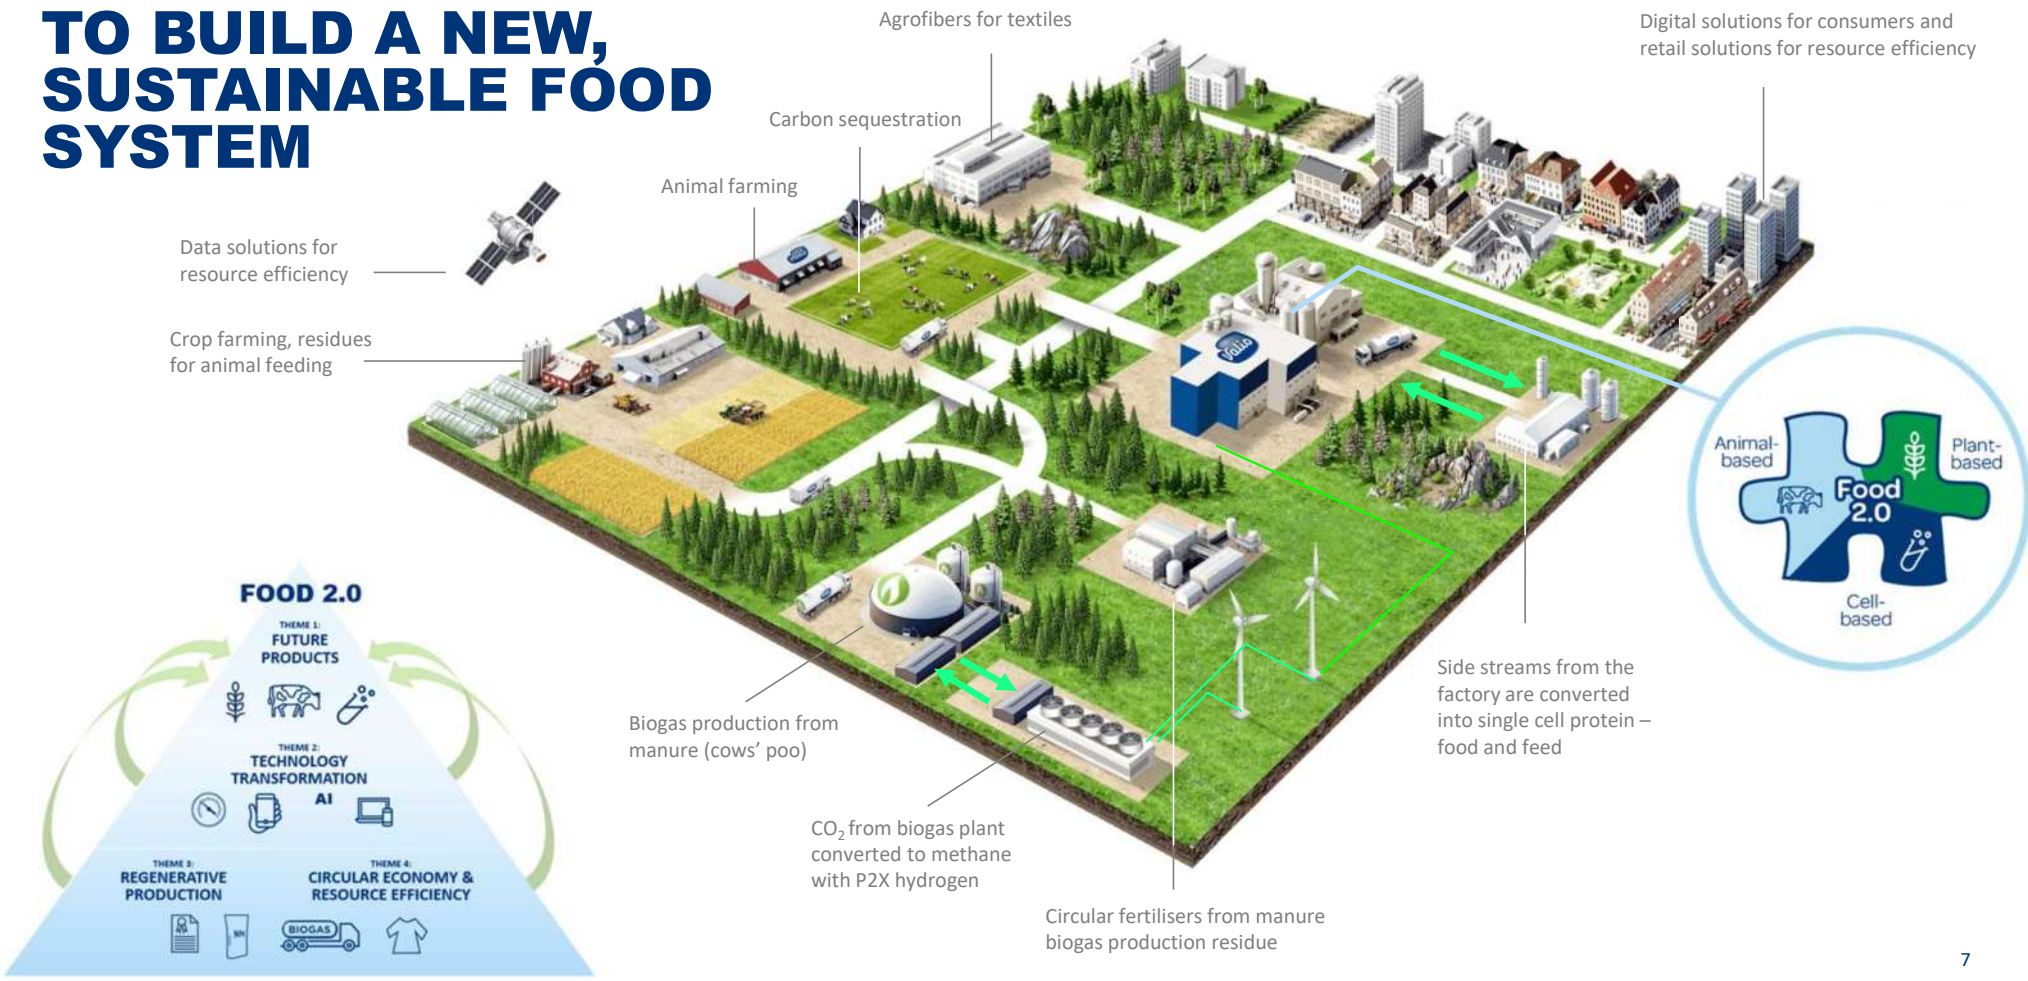 TO BUILD A NEW,
SUSTAINABLE FOOD
SYSTEM
Agrofibers for textiles
Digital solutions for consumers and
retail solutions for resource efficiency
Carbon sequestration
Animal farming
Data solutions for
resource efficiency
Crop farming, residues
for animal feeding
Valio
Valio
Animal-
based
Plant-
based
Food
2.0
Cell-
based
Side streams from the
factory are converted
into single cell protein –
food and feed
Biogas production from
manure (cows’ poo)
CO₂ from biogas plant
converted to methane
with P2X hydrogen
Circular fertilisers from manure
biogas production residue
FOOD 2.0
THEME 1:
FUTURE
PRODUCTS
THEME 2:
TECHNOLOGY
TRANSFORMATION
AI
THEME 3:
REGENERATIVE
PRODUCTION
THEME 4:
CIRCULAR ECONOMY &
RESOURCE EFFICIENCY
BIOGAS
7